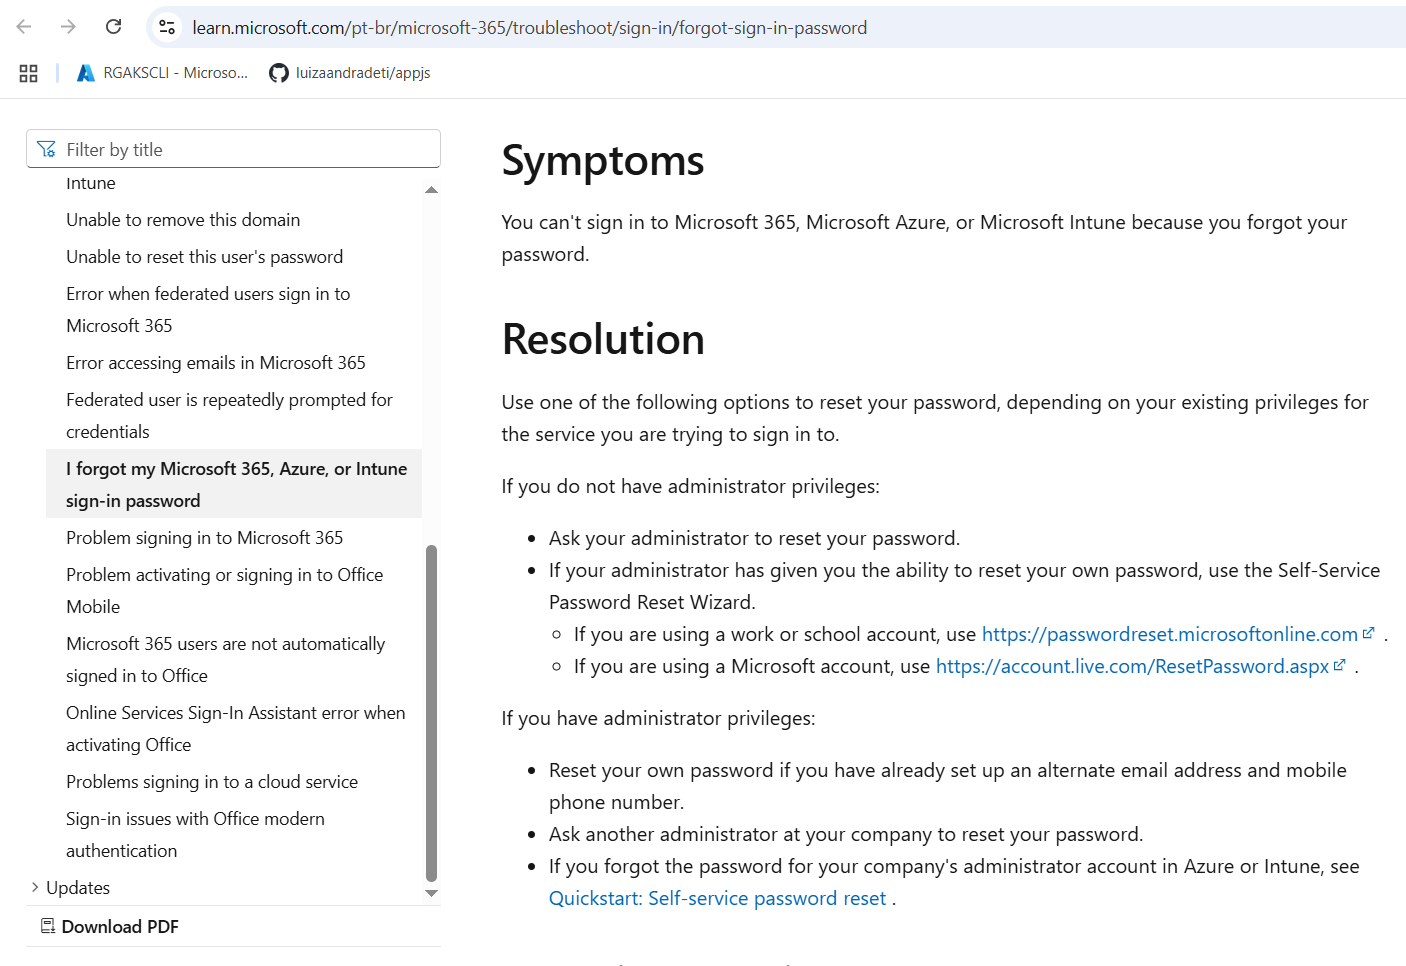 learn.microsoft.com/pt-br/microsoft-365/troubleshoot/sign-in/forgot-sign-in-password
RGAKSCLI - Microso...
luizaandradeti/appjs
Filter by title
Intune
Unable to remove this domain
Unable to reset this user's password
Error when federated users sign in to
Microsoft 365
Error accessing emails in Microsoft 365
Federated user is repeatedly prompted for
credentials
I forgot my Microsoft 365, Azure, or Intune
sign-in password
Problem signing in to Microsoft 365
Problem activating or signing in to Office
Mobile
Microsoft 365 users are not automatically
signed in to Office
Online Services Sign-In Assistant error when
activating Office
Problems signing in to a cloud service
Sign-in issues with Office modern
authentication
Updates
Download PDF
Symptoms
You can't sign in to Microsoft 365, Microsoft Azure, or Microsoft Intune because you forgot your
password.
Resolution
Use one of the following options to reset your password, depending on your existing privileges for
the service you are trying to sign in to.
If you do not have administrator privileges:
• Ask your administrator to reset your password.
• If your administrator has given you the ability to reset your own password, use the Self-Service
Password Reset Wizard.
○ If you are using a work or school account, use https://passwordreset.microsoftonline.com .
○ If you are using a Microsoft account, use https://account.live.com/ResetPassword.aspx .
If you have administrator privileges:
• Reset your own password if you have already set up an alternate email address and mobile
phone number.
• Ask another administrator at your company to reset your password.
• If you forgot the password for your company's administrator account in Azure or Intune, see
Quickstart: Self-service password reset .